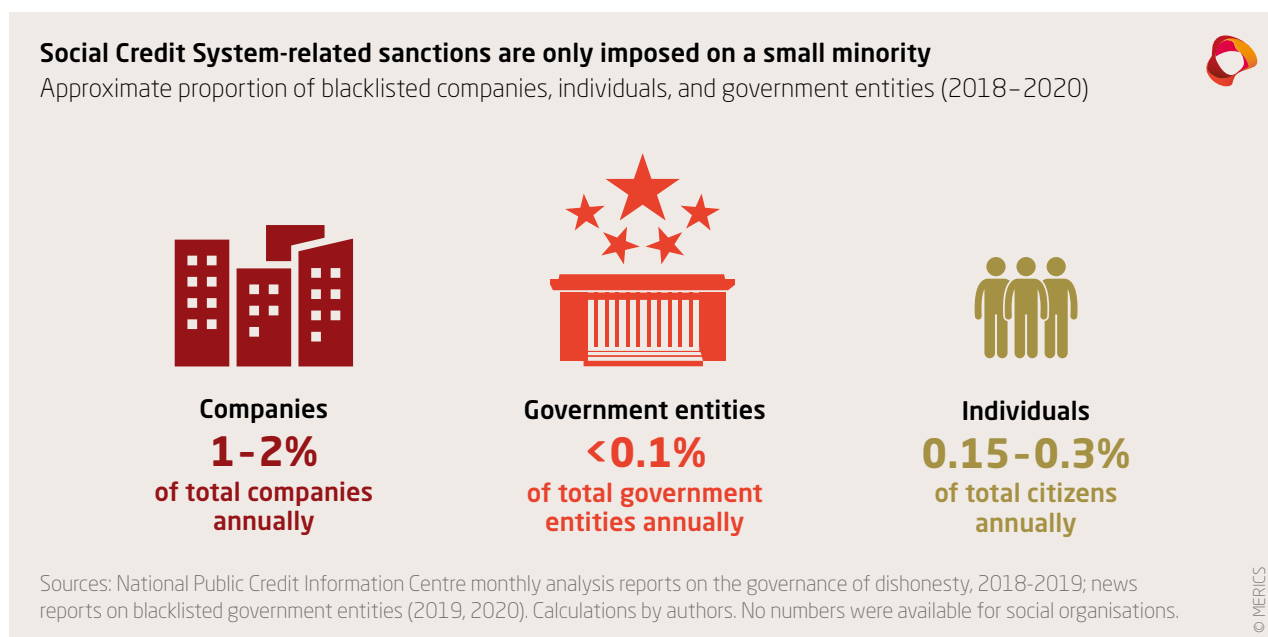 Social Credit System-related sanctions are only imposed on a small minority
Approximate proportion of blacklisted companies, individuals, and government entities (2018–2020)
Companies
1–2%
of total companies
annually
Government entities
<0.1%
of total government
entities annually
Individuals
0.15–0.3%
of total citizens
annually
Sources: National Public Credit Information Centre monthly analysis reports on the governance of dishonesty, 2018-2019; news
reports on blacklisted government entities (2019, 2020). Calculations by authors. No numbers were available for social organisations.
© MERICS